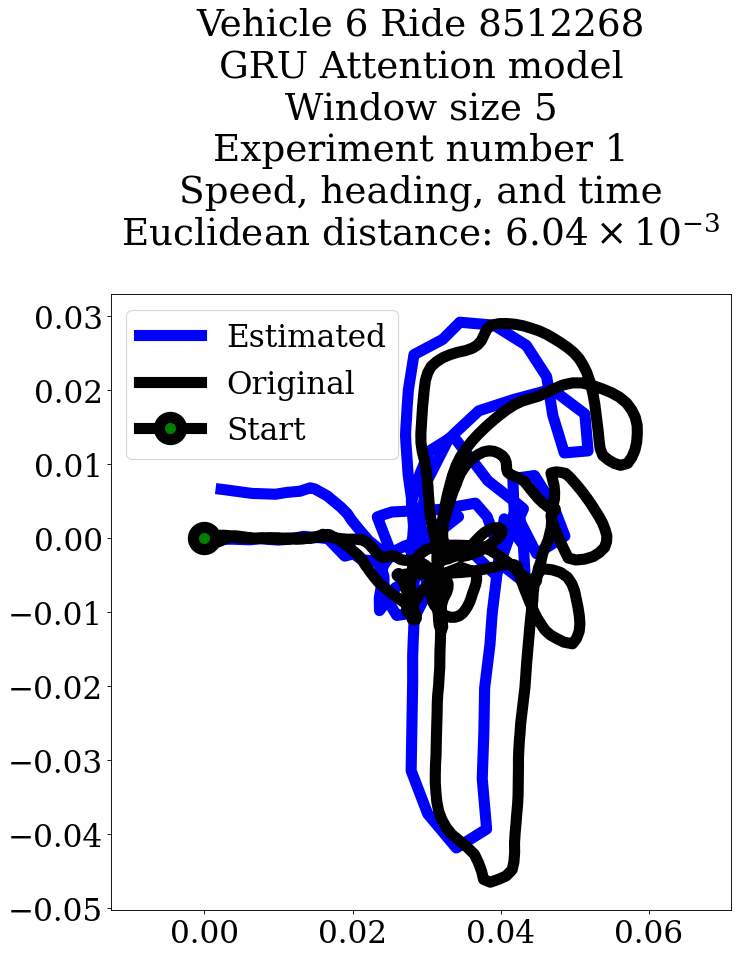 Vehicle 6 Ride 8512268
GRU Attention model
Window size 5
Experiment number 1
Speed, heading, and time
Euclidean distance: 6.04 × 10⁻³
0.03
0.02
0.01
0.00
−0.01
−0.02
−0.03
−0.04
−0.05
Estimated
Original
Start
0.00 0.02 0.04 0.06